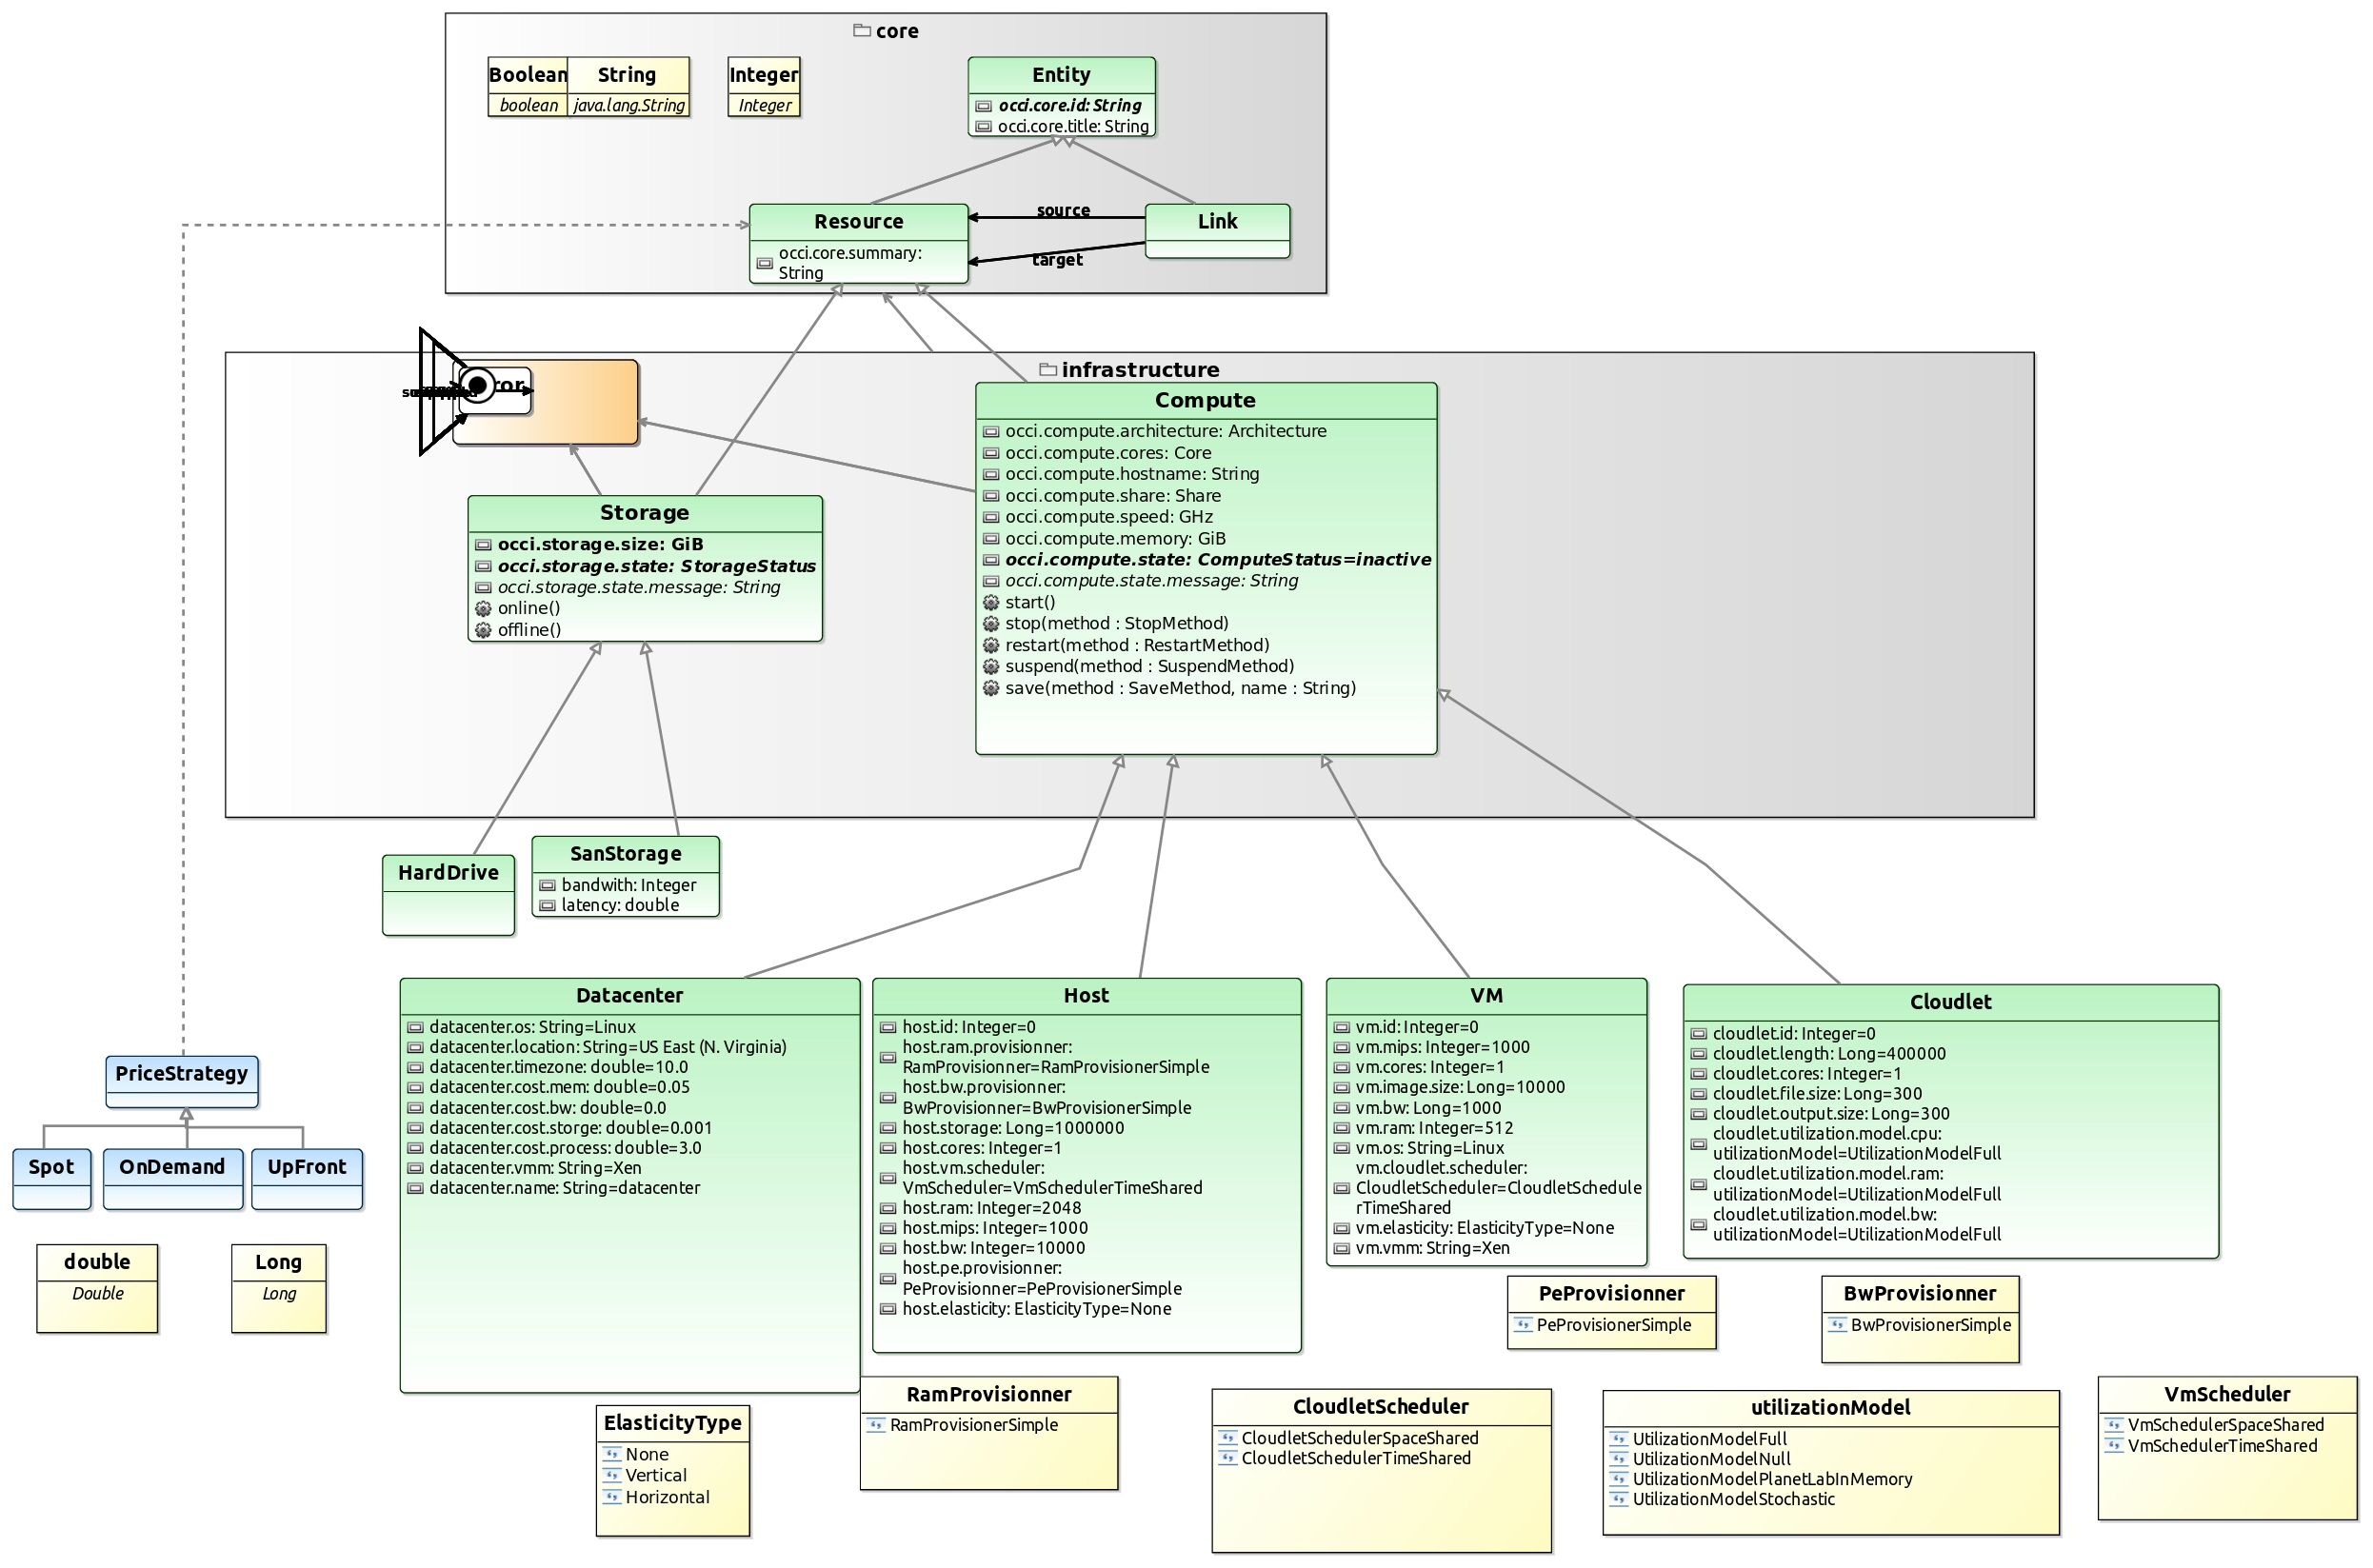 core
Boolean
boolean
String
java.lang.String
Integer
Integer
Entity
occi.core.id: String
occi.core.title: String
Resource
occi.core.summary:
String
source
target
Link
infrastructure
Compute
occi.compute.architecture: Architecture
occi.compute.cores: Core
occi.compute.hostname: String
occi.compute.share: Share
occi.compute.speed: GHz
occi.compute.memory: GiB
occi.compute.state: ComputeStatus=inactive
occi.compute.state.message: String
start()
stop(method : StopMethod)
restart(method : RestartMethod)
suspend(method : SuspendMethod)
save(method : SaveMethod, name : String)
Storage
occi.storage.size: GiB
occi.storage.state: StorageStatus
occi.storage.state.message: String
online()
offline()
HardDrive
SanStorage
bandwith: Integer
latency: double
Datacenter
datacenter.os: String=Linux
datacenter.location: String=US East (N. Virginia)
datacenter.timezone: double=10.0
datacenter.cost.mem: double=0.05
datacenter.cost.bw: double=0.0
datacenter.cost.storge: double=0.001
datacenter.cost.process: double=3.0
datacenter.vmm: String=Xen
datacenter.name: String=datacenter
Host
host.id: Integer=0
host.ram.provisionner:
RamProvisionner=RamProvisionerSimple
host.bw.provisionner:
BwProvisionner=BwProvisionerSimple
host.storage: Long=1000000
host.cores: Integer=1
host.vm.scheduler:
VmScheduler=VmSchedulerTimeShared
host.ram: Integer=2048
host.mips: Integer=1000
host.bw: Integer=10000
host.pe.provisionner:
PeProvisionner=PeProvisionerSimple
host.elasticity: ElasticityType=None
VM
vm.id: Integer=0
vm.mips: Integer=1000
vm.cores: Integer=1
vm.image.size: Long=10000
vm.bw: Long=1000
vm.ram: Integer=512
vm.os: String=Linux
vm.cloudlet.scheduler:
CloudletScheduler=CloudletSchedule
rTimeShared
vm.elasticity: ElasticityType=None
vm.vmm: String=Xen
Cloudlet
cloudlet.id: Integer=0
cloudlet.length: Long=400000
cloudlet.cores: Integer=1
cloudlet.file.size: Long=300
cloudlet.output.size: Long=300
cloudlet.utilization.model.cpu:
utilizationModel=UtilizationModelFull
cloudlet.utilization.model.ram:
utilizationModel=UtilizationModelFull
cloudlet.utilization.model.bw:
utilizationModel=UtilizationModelFull
PriceStrategy
Spot
OnDemand
UpFront
double
Double
Long
Long
PeProvisionner
PeProvisionerSimple
BwProvisionner
BwProvisionerSimple
ElasticityType
None
Vertical
Horizontal
RamProvisionner
RamProvisionerSimple
CloudletScheduler
CloudletSchedulerSpaceShared
CloudletSchedulerTimeShared
utilizationModel
UtilizationModelFull
UtilizationModelNull
UtilizationModelPlanetLabInMemory
UtilizationModelStochastic
VmScheduler
VmSchedulerSpaceShared
VmSchedulerTimeShared